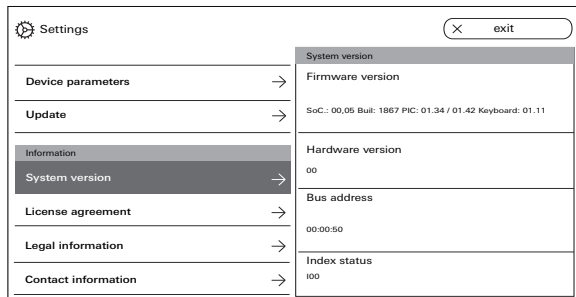 Settings
× exit
Device parameters
Update
Information
System version
License agreement
Legal information
Contact information
System version
Firmware version
SoC.: 00,05 Buil: 1867 PIC: 01.34 / 01.42 Keyboard: 01.11
Hardware version
00
Bus address
00:00:50
Index status
I00